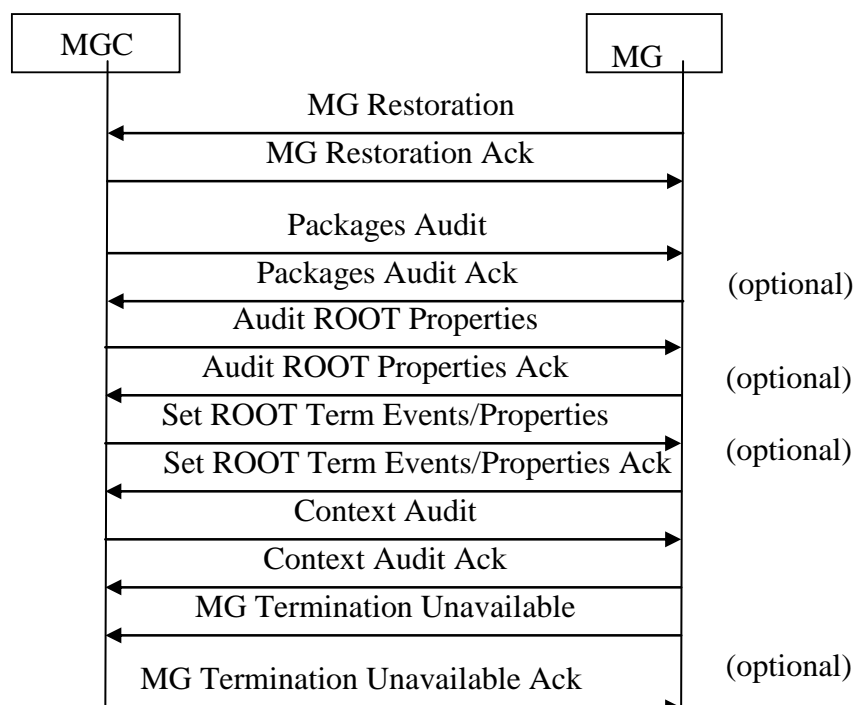 MGC
MG
MG Restoration
MG Restoration Ack
Packages Audit
Packages Audit Ack
(optional)
Audit ROOT Properties
Audit ROOT Properties Ack
(optional)
Set ROOT Term Events/Properties
(optional)
Set ROOT Term Events/Properties Ack
Context Audit
Context Audit Ack
MG Termination Unavailable
(optional)
MG Termination Unavailable Ack